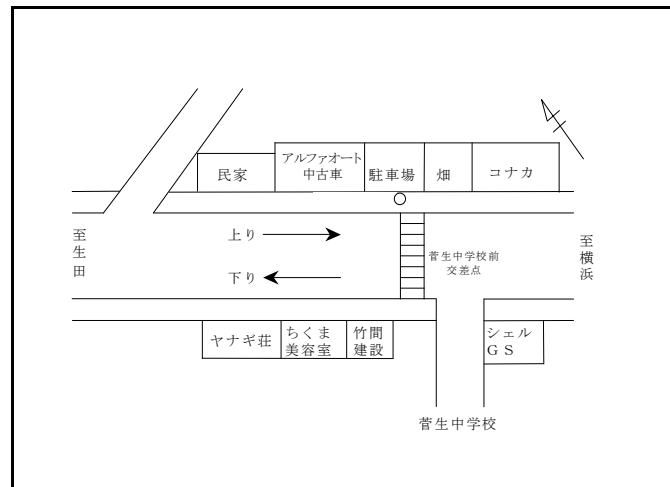 アルファオート
中古車
民家
駐車場
畑
コナカ
至生田
上り
下り
菅生中学校前
交差点
至横浜
ヤナギ荘
ちくま
美容室
竹間
建設
シェル
GS
菅生中学校